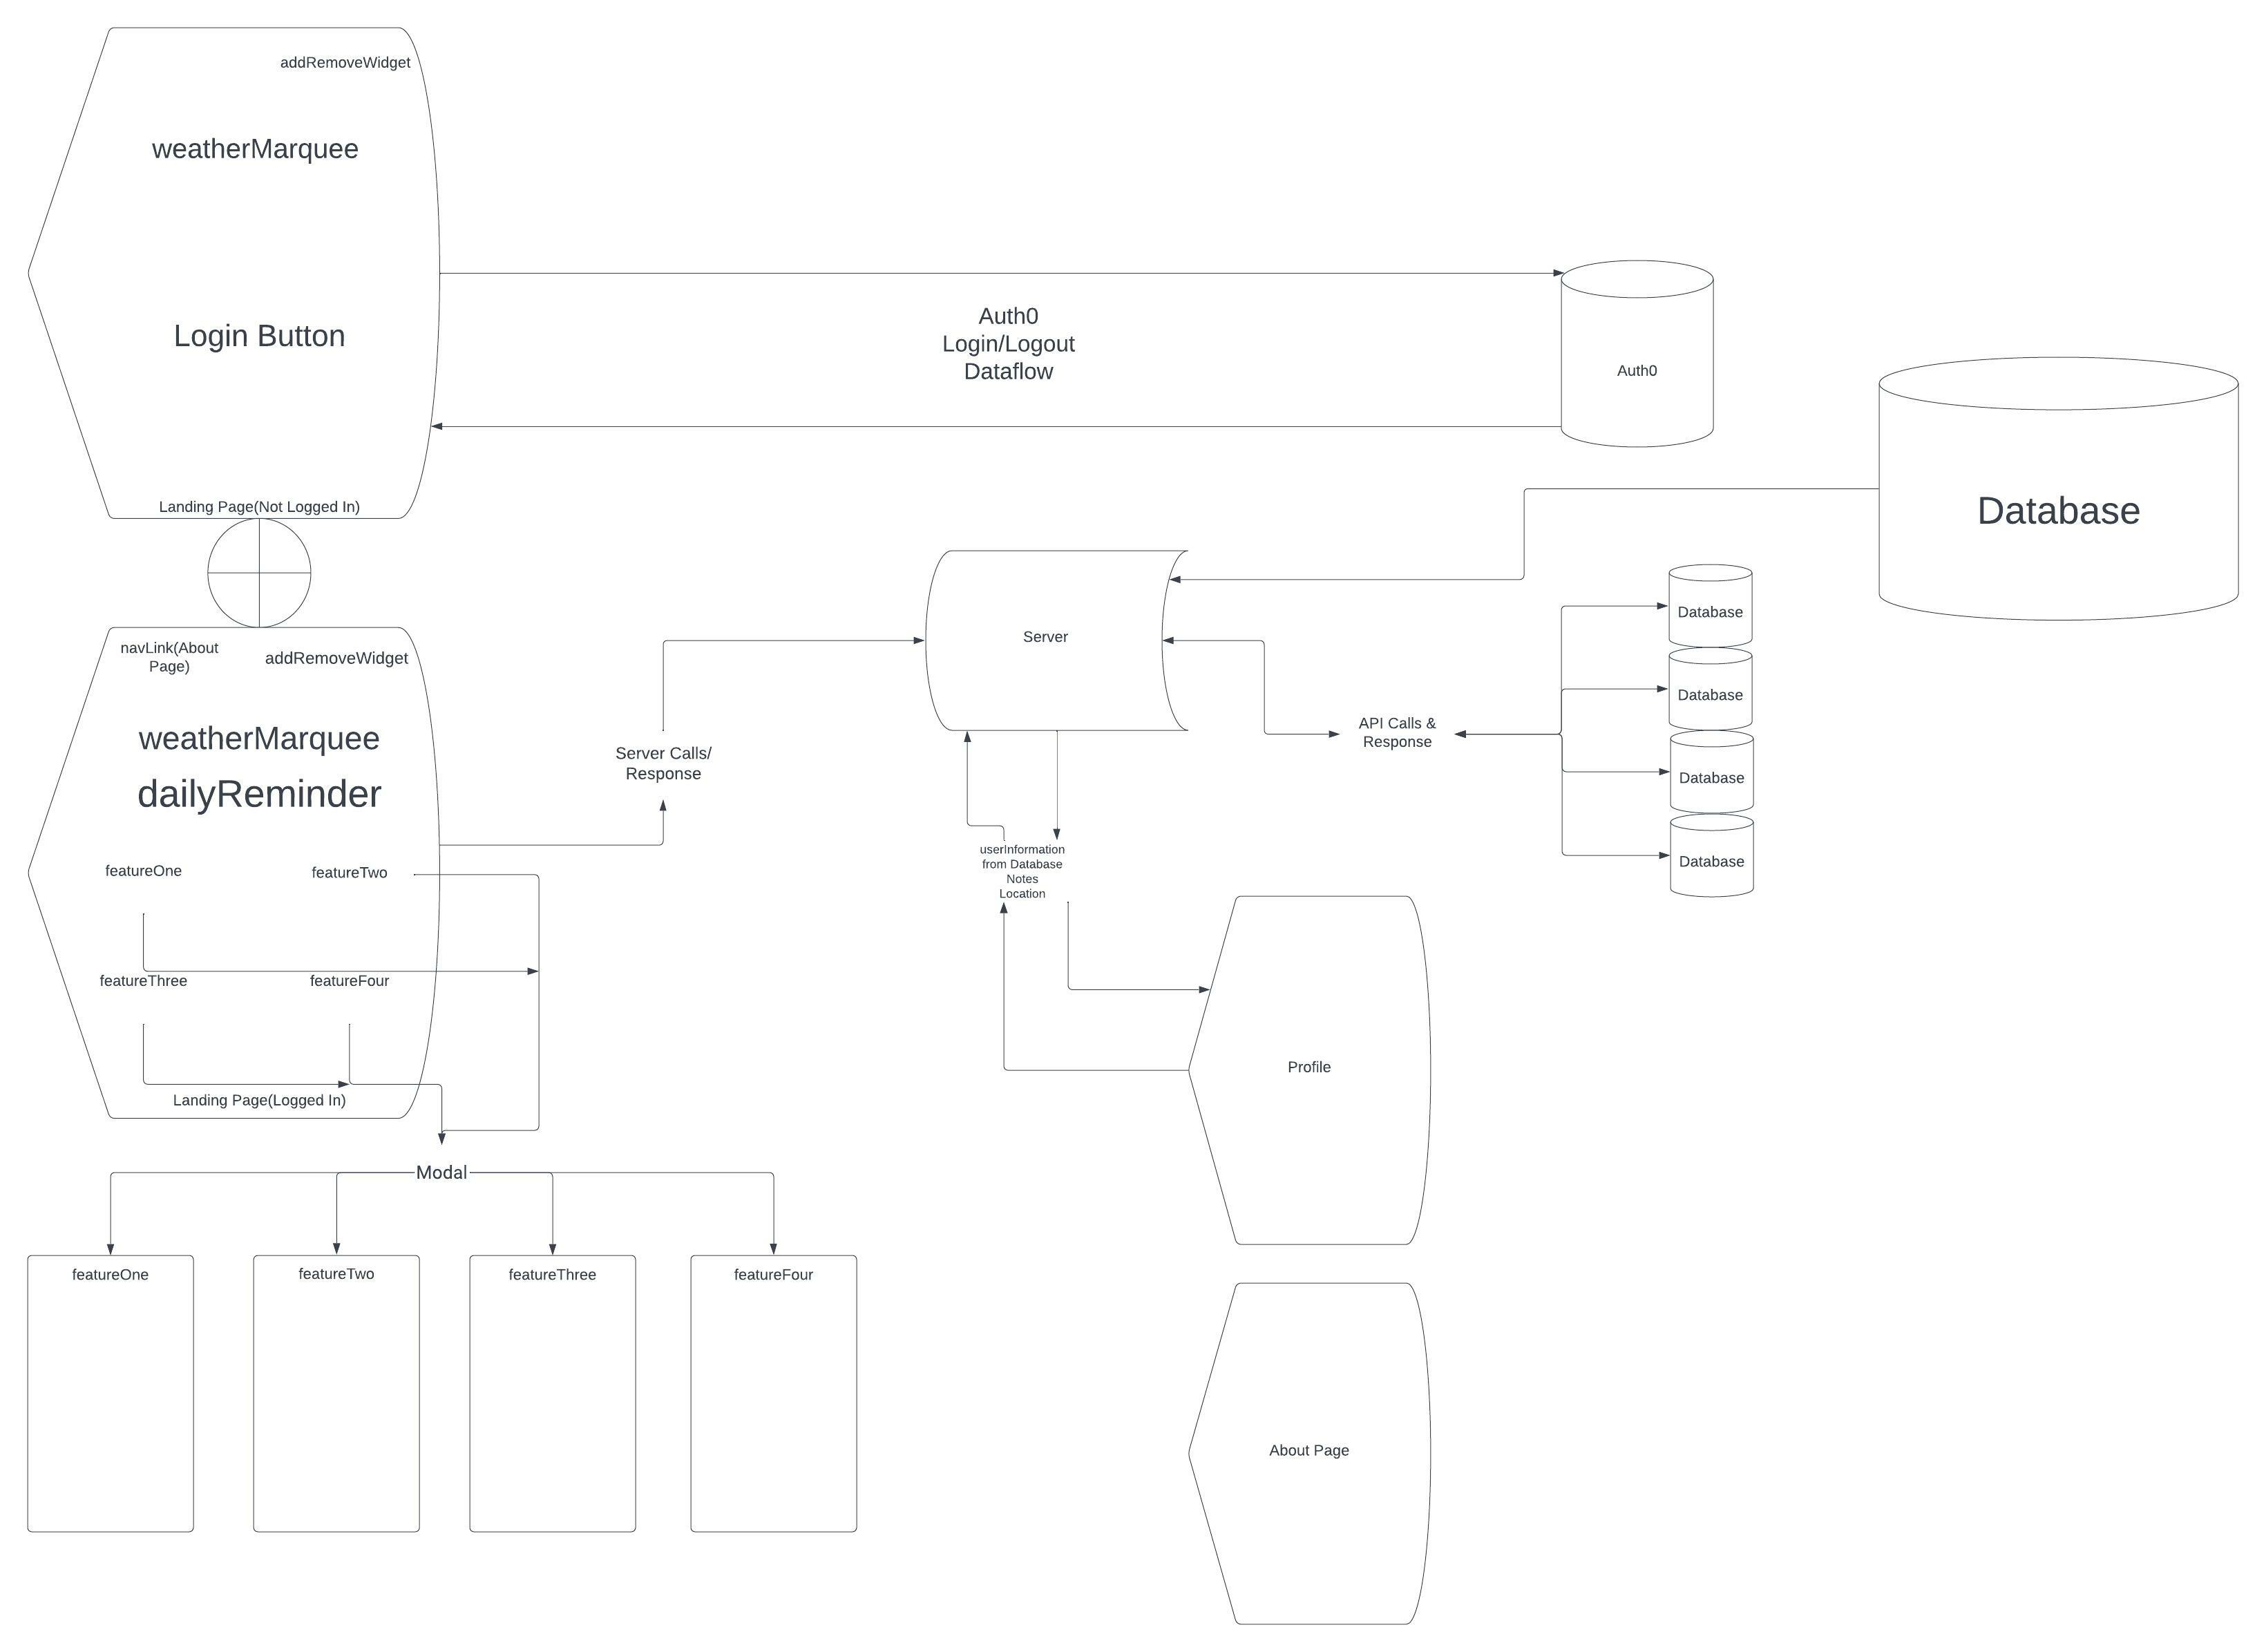 addRemoveWidget
weatherMarquee
Login Button
Landing Page(Not Logged In)
Auth0
Login/Logout
Dataflow
Auth0
Database
navLink(About
Page)
addRemoveWidget
weatherMarquee
dailyReminder
featureOne
featureTwo
featureThree
featureFour
Landing Page(Logged In)
Server Calls/
Response
Server
API Calls &
Response
Database
Database
Database
Database
userInformation
from Database
Notes
Location
Profile
Modal
featureOne
featureTwo
featureThree
featureFour
About Page